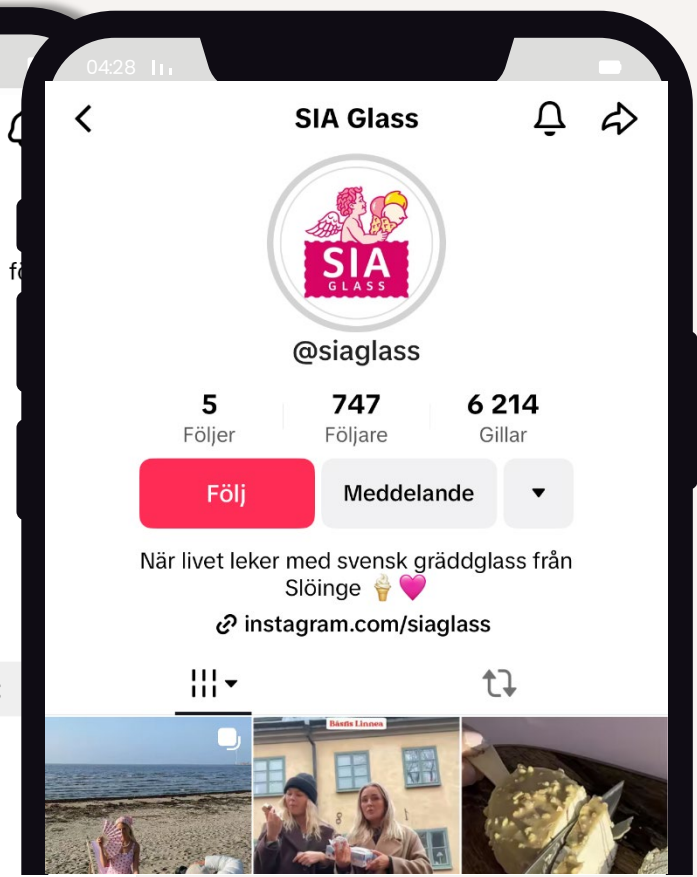 04:28
SIA Glass
SIA
GLASS
@siaglass
5 747 6 214
Följer Följare Gillar
Följ Meddelande
När livet leker med svensk gräddglass från
Slöinge
instagram.com/siaglass
Bästis Linnea